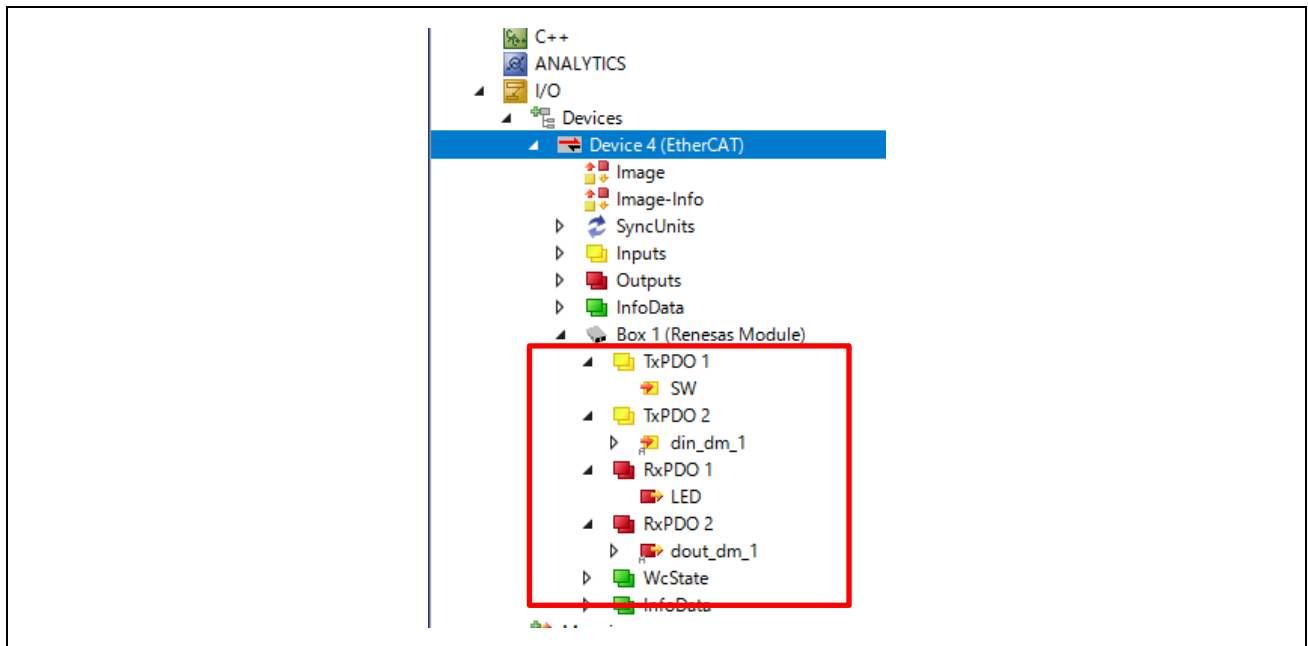 C++
ANALYTICS
I/O
Devices
Device 4 (EtherCAT)
Image
Image-Info
SyncUnits
Inputs
Outputs
InfoData
Box 1 (Renesas Module)
TxPDO 1
SW
TxPDO 2
din_dm_1
RxPDO 1
LED
RxPDO 2
dout_dm_1
WcState
InfoData